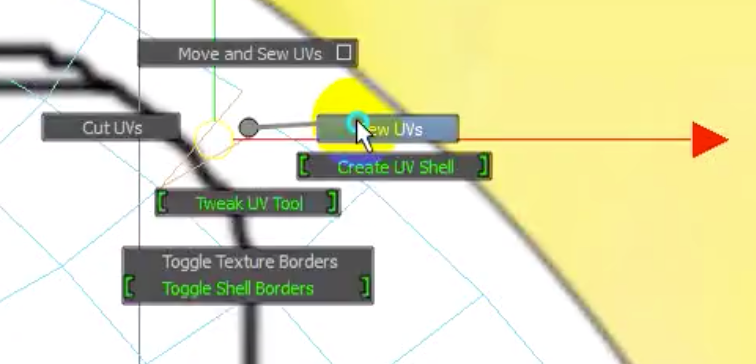 Move and Sew UVs
Cut UVs
ew UVs
Create UV Shell
Tweak UV Tool
Toggle Texture Borders
Toggle Shell Borders